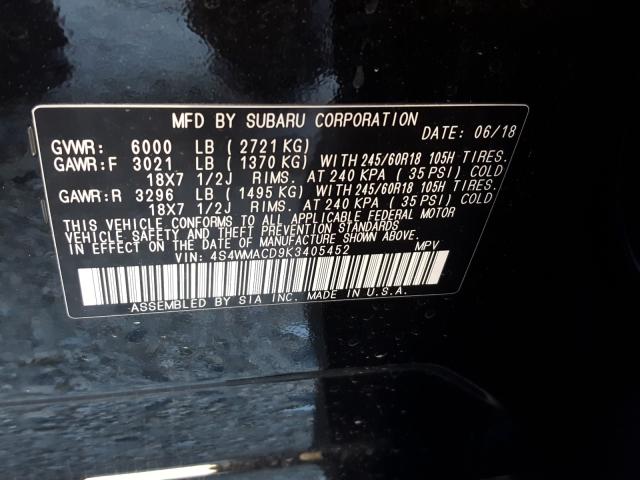 MFD BY SUBARU CORPORATION
DATE: 06/18
GVWR: 6000 LB (2721 KG)
GAWR:F 3021 LB (1370 KG) WITH 245/60R18 105H TIRES.
18X7 1/2J RIMS. AT 240 KPA (35 PSI) COLD
GAWR:R 3296 LB (1495 KG) WITH 245/60R18 105H TIRES.
18X7 1/2J RIMS. AT 240 KPA (35 PSI) COLD
THIS VEHICLE CONFORMS TO ALL APPLICABLE FEDERAL MOTOR
VEHICLE SAFETY AND THEFT PREVENTION STANDARDS
IN EFFECT ON THE DATE OF MANUFACTURE SHOWN ABOVE.
VIN: 4S4WMACD9K3405452 MPV
ASSEMBLED BY SIA INC. MADE IN U.S.A.